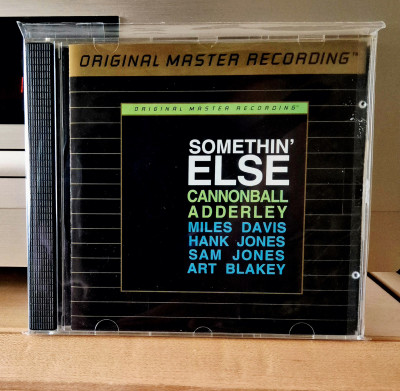 ORIGINAL MASTER RECORDING™
ORIGINAL MASTER RECORDING™
SOMETHIN'
ELSE
CANNONBALL
ADDERLEY
MILES DAVIS
HANK JONES
SAM JONES
ART BLAKEY